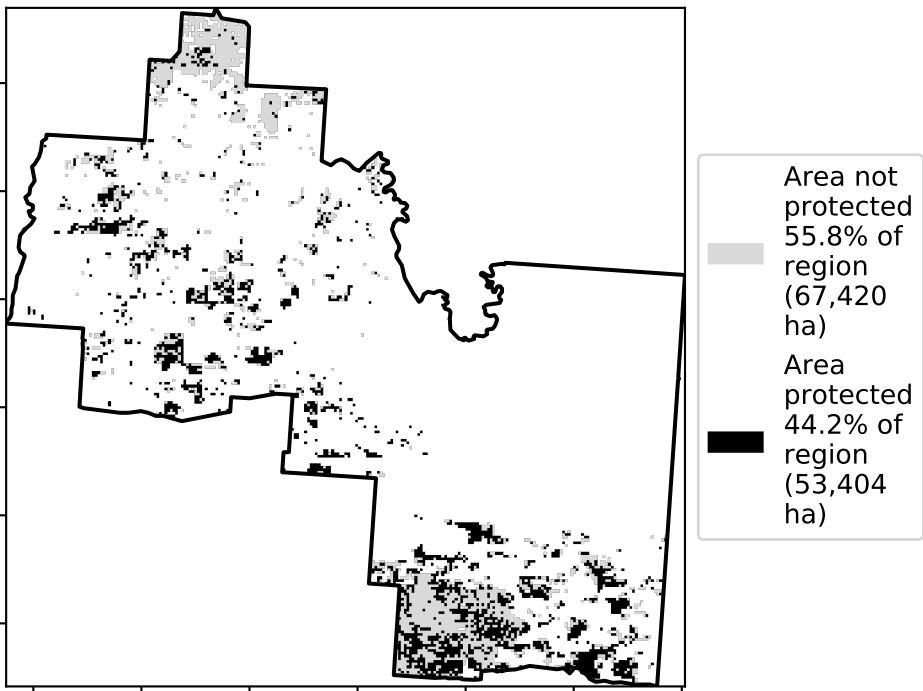 Area not
protected
55.8% of
region
(67,420
ha)
Area
protected
44.2% of
region
(53,404
ha)